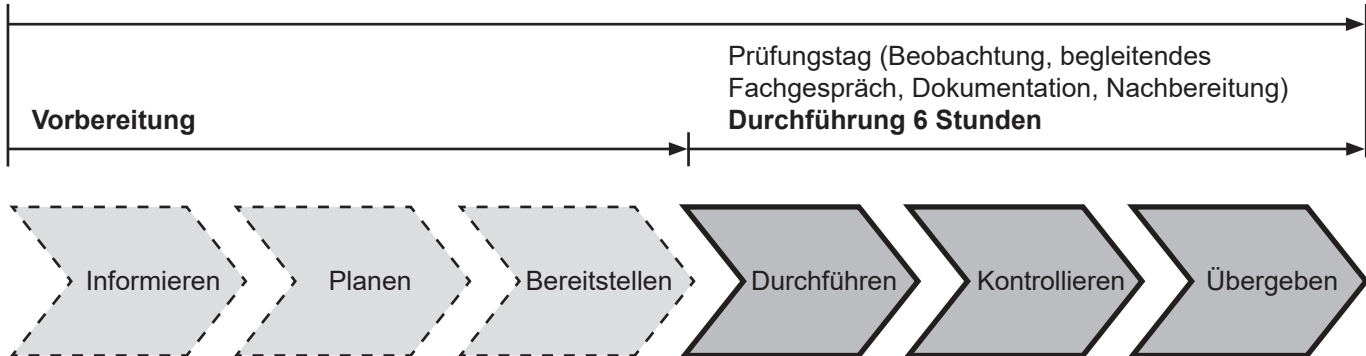 Prüfungstag (Beobachtung, begleitendes
Fachgespräch, Dokumentation, Nachbereitung)
Vorbereitung
Durchführung 6 Stunden
Informieren
Planen
Bereitstellen
Durchführen
Kontrollieren
Übergeben